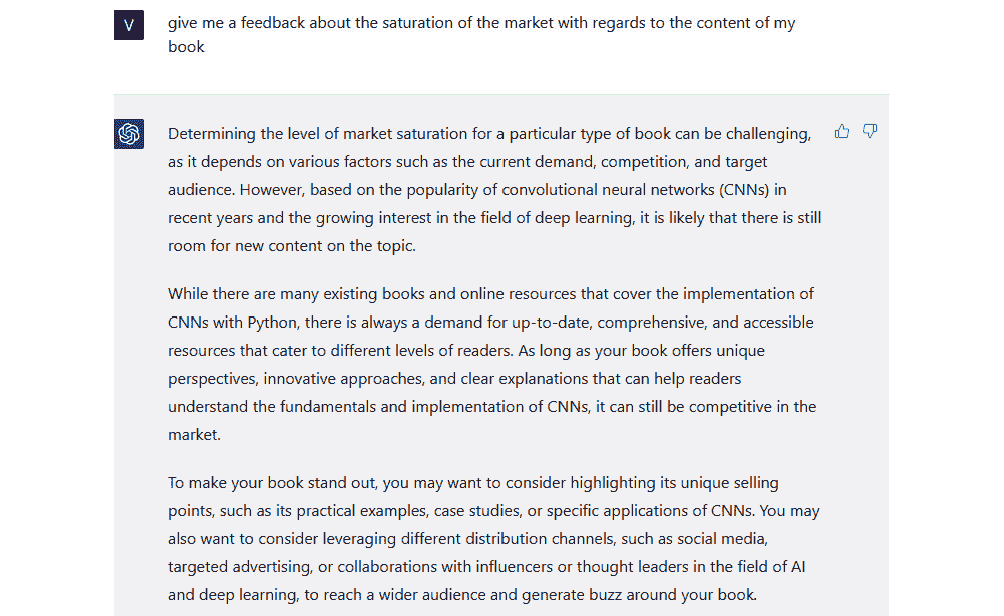 V
give me a feedback about the saturation of the market with regards to the content of my
book
Determining the level of market saturation for a particular type of book can be challenging,
as it depends on various factors such as the current demand, competition, and target
audience. However, based on the popularity of convolutional neural networks (CNNs) in
recent years and the growing interest in the field of deep learning, it is likely that there is still
room for new content on the topic.
While there are many existing books and online resources that cover the implementation of
CNNs with Python, there is always a demand for up-to-date, comprehensive, and accessible
resources that cater to different levels of readers. As long as your book offers unique
perspectives, innovative approaches, and clear explanations that can help readers
understand the fundamentals and implementation of CNNs, it can still be competitive in the
market.
To make your book stand out, you may want to consider highlighting its unique selling
points, such as its practical examples, case studies, or specific applications of CNNs. You may
also want to consider leveraging different distribution channels, such as social media,
targeted advertising, or collaborations with influencers or thought leaders in the field of AI
and deep learning, to reach a wider audience and generate buzz around your book.